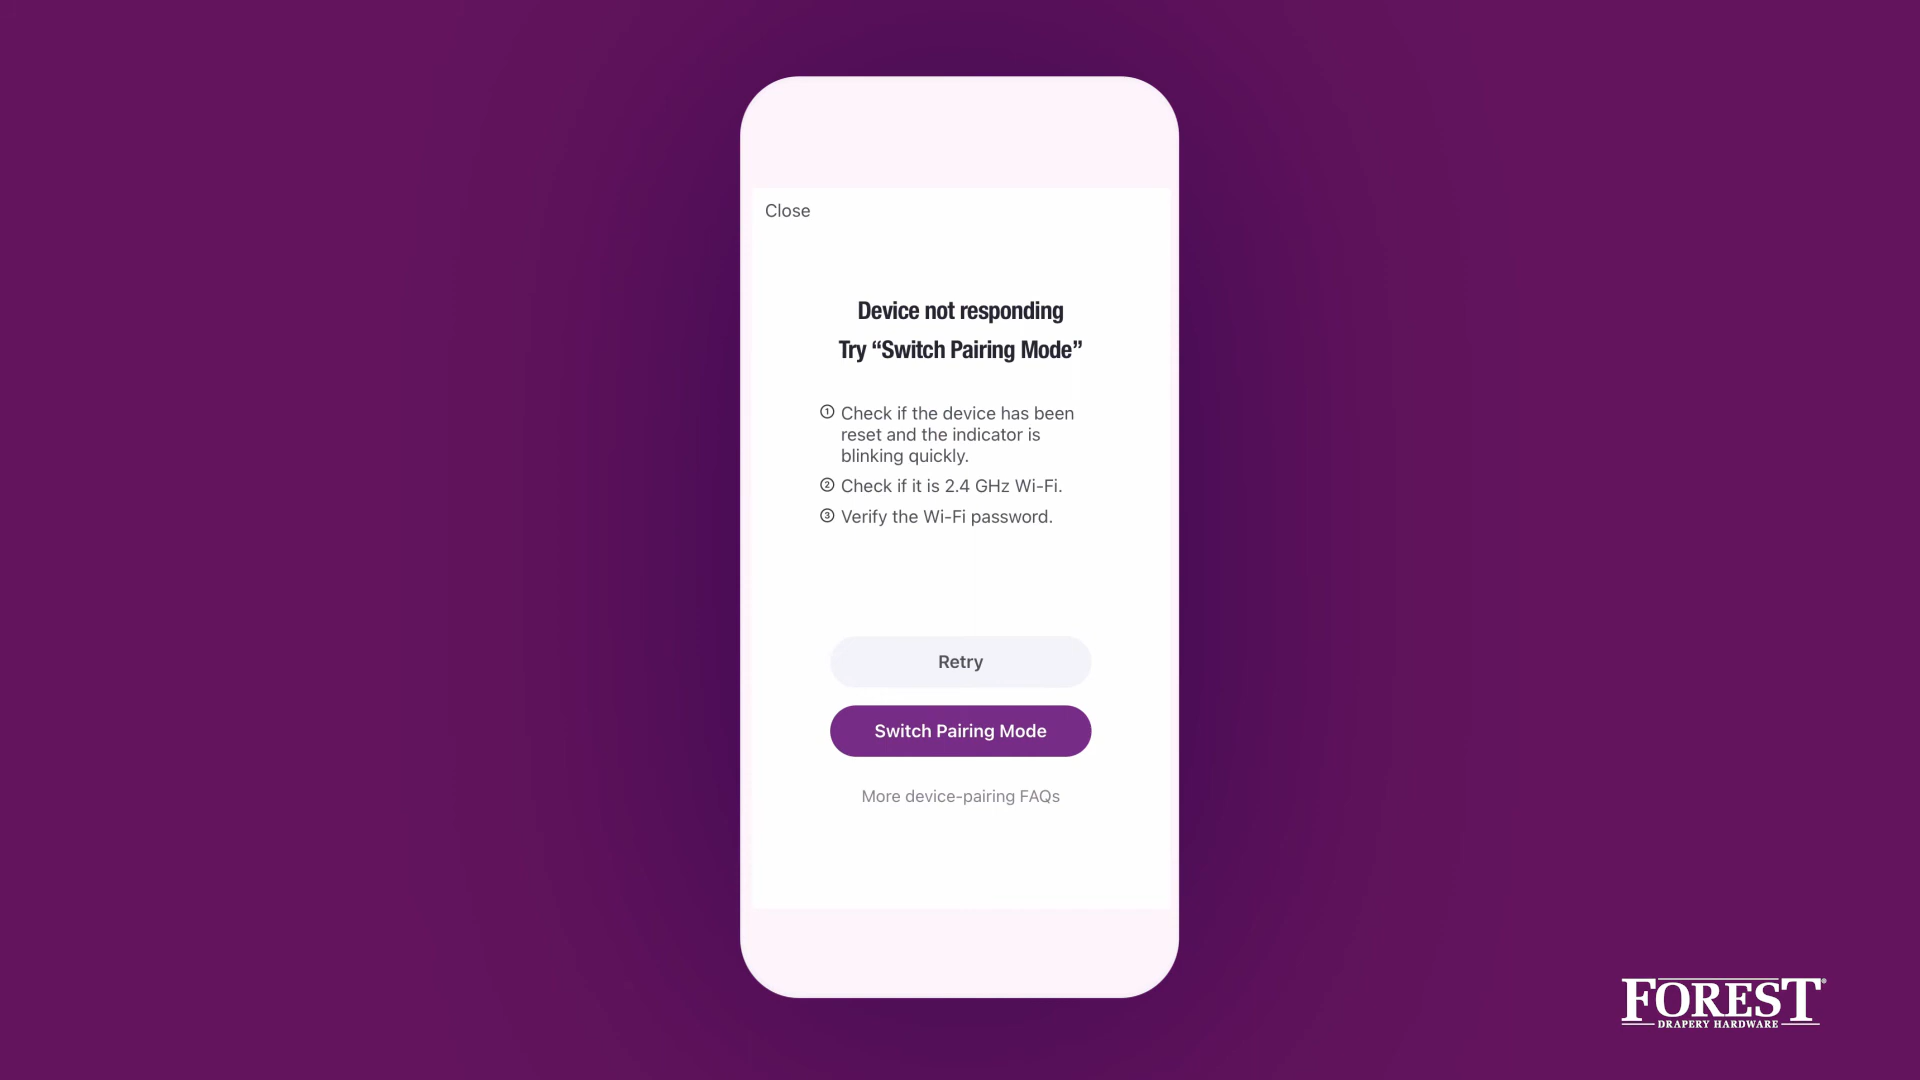 Close
Device not responding
Try “Switch Pairing Mode”
① Check if the device has been
reset and the indicator is
blinking quickly.
② Check if it is 2.4 GHz Wi-Fi.
③ Verify the Wi-Fi password.
Retry
Switch Pairing Mode
More device-pairing FAQs
FOREST®
DRAPERY HARDWARE